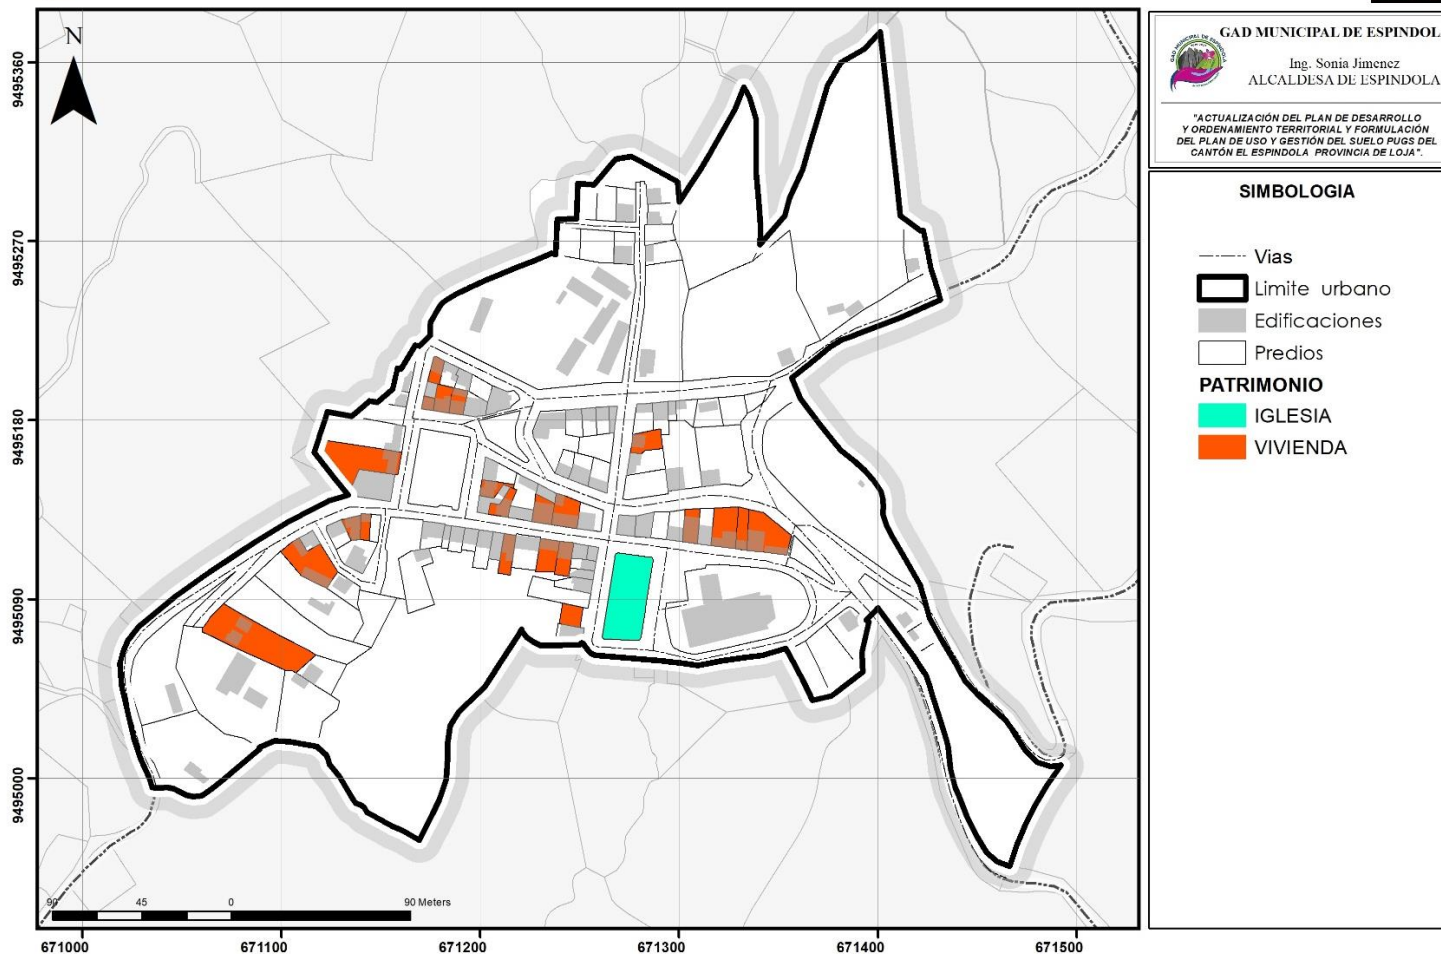 N
9495360
9495270
9495180
9495090
9495000
90 45 0 90 Meters
671000 671100 671200 671300 671400 671500
GAD MUNICIPAL DE ESPINDOL
Ing. Sonia Jimenez
ALCALDESA DE ESPINDOLA
"ACTUALIZACIÓN DEL PLAN DE DESARROLLO
Y ORDENAMIENTO TERRITORIAL Y FORMULACIÓN
DEL PLAN DE USO Y GESTIÓN DEL SUELO PUGS DEL
CANTÓN EL ESPINDOLA PROVINCIA DE LOJA".
SIMBOLOGIA
Vias
Limite urbano
Edificaciones
Predios
PATRIMONIO
IGLESIA
VIVIENDA